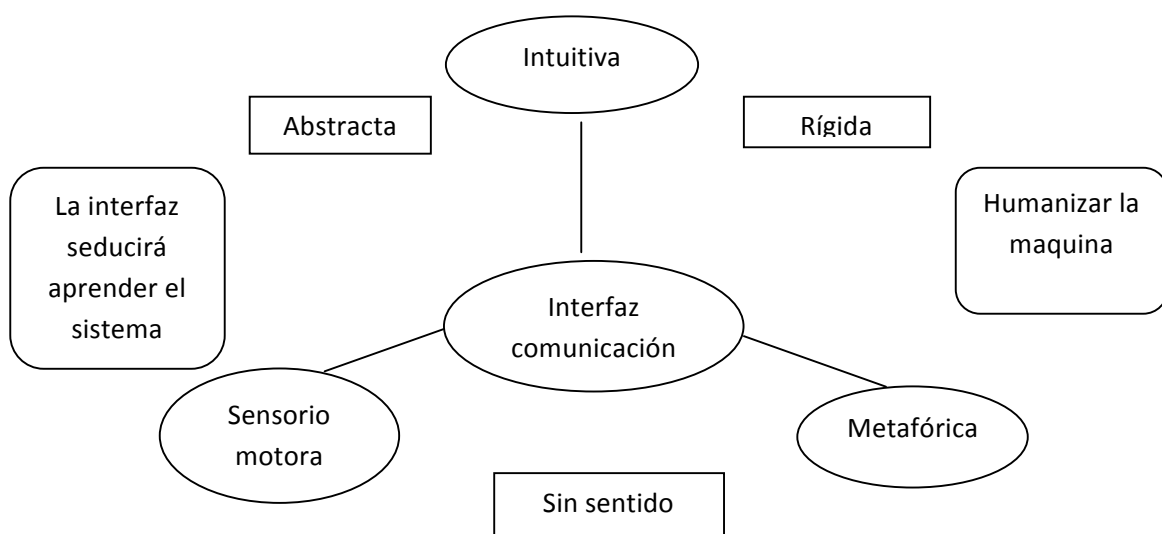 Intuitiva
Abstracta
Rígida
La interfaz
seducirá
aprender el
sistema
Humanizar la
maquina
Interfaz
comunicación
Sensorio
motora
Metafórica
Sin sentido